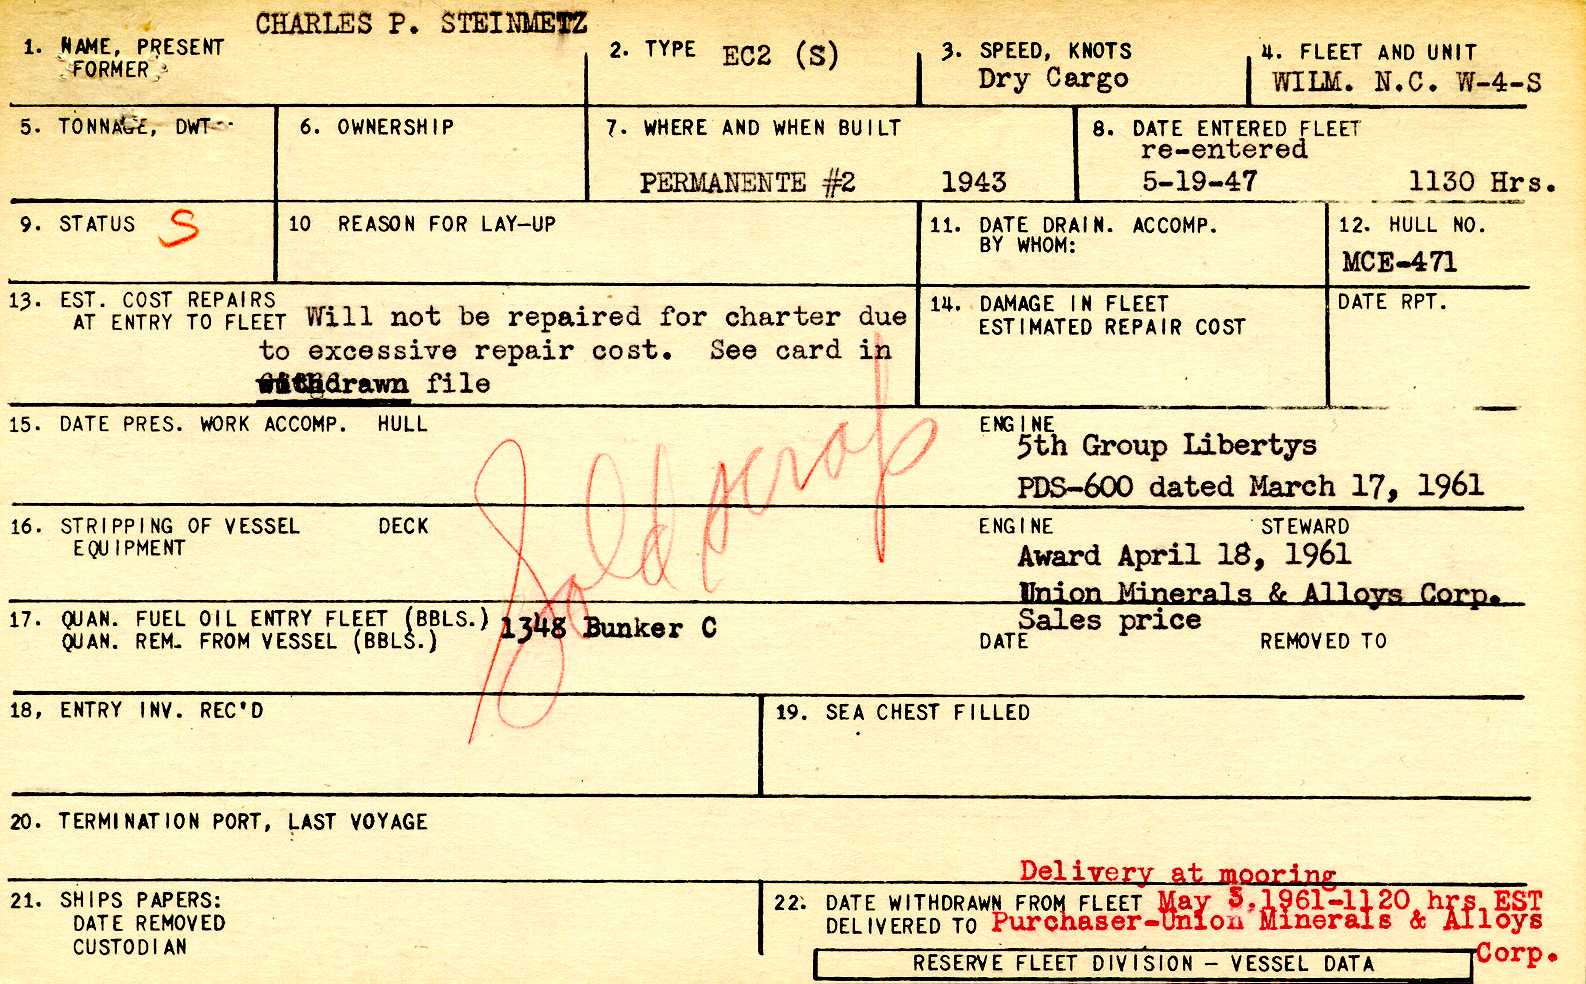 CHARLES P. STEINMETZ
1. NAME, PRESENT
FORMER
2. TYPE EC2 (S)
3. SPEED, KNOTS
Dry Cargo
4. FLEET AND UNIT
WILM. N.C. W-4-S
5. TONNAGE, DWT
6. OWNERSHIP
7. WHERE AND WHEN BUILT
PERMANENTE #2 1943
8. DATE ENTERED FLEET
re-entered
5-19-47 1130 Hrs.
9. STATUS S
10 REASON FOR LAY-UP
11. DATE DRAIN. ACCOMP.
BY WHOM:
12. HULL NO.
MCE-471
13. EST. COST REPAIRS
AT ENTRY TO FLEET Will not be repaired for charter due
to excessive repair cost. See card in
withdrawn file
14. DAMAGE IN FLEET
ESTIMATED REPAIR COST
DATE RPT.
15. DATE PRES. WORK ACCOMP. HULL
ENGINE
5th Group Libertys
PDS-600 dated March 17, 1961
Sold scrap
16. STRIPPING OF VESSEL DECK
EQUIPMENT
ENGINE STEWARD
Award April 18, 1961
Union Minerals & Alloys Corp.
Sales price
17. QUAN. FUEL OIL ENTRY FLEET (BBLS.) 1348 Bunker C
QUAN. REM. FROM VESSEL (BBLS.)
DATE REMOVED TO
18, ENTRY INV. REC'D
19. SEA CHEST FILLED
20. TERMINATION PORT, LAST VOYAGE
21. SHIPS PAPERS:
DATE REMOVED
CUSTODIAN
Delivery at mooring
22. DATE WITHDRAWN FROM FLEET May 3, 1961-1120 hrs EST
DELIVERED TO Purchaser-Union Minerals & Alloys
Corp.
RESERVE FLEET DIVISION - VESSEL DATA